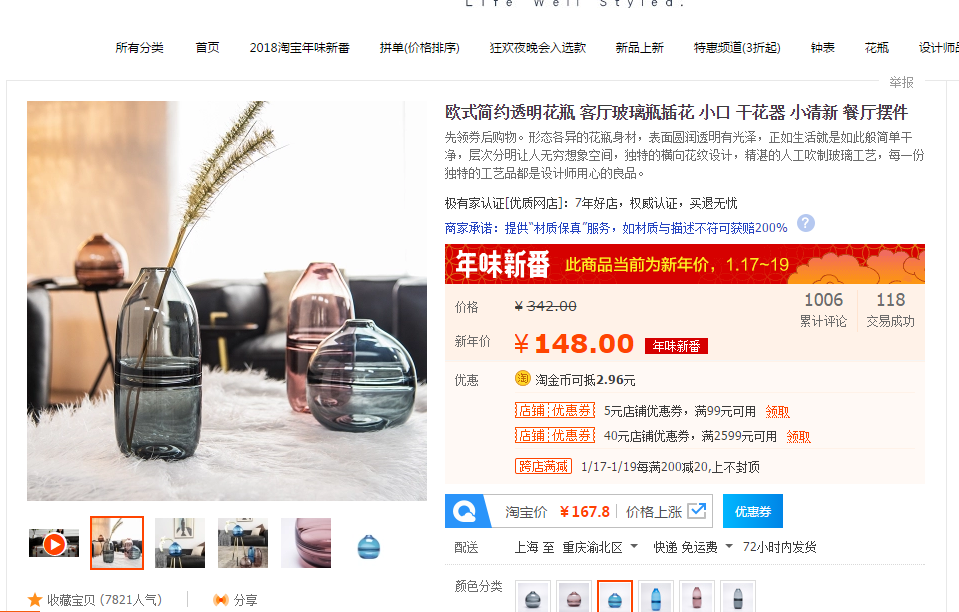 Life Well Styled.
所有分类 首页 2018淘宝年味新番 拼单(价格排序) 狂欢夜晚会入选款 新品上新 特惠频道(3折起) 钟表 花瓶 设计师品
举报
欧式简约透明花瓶 客厅玻璃瓶插花 小口 干花器 小清新 餐厅摆件
先领券后购物。形态各异的花瓶身材，表面圆润透明有光泽，正如生活就是如此般简单干
净，层次分明让人无穷想象空间，独特的横向花纹设计，精湛的人工吹制玻璃工艺，每一份
独特的工艺品都是设计师用心的良品。
极有家认证[优质网店]：7年好店，权威认证，买退无忧
商家承诺：提供“材质保真”服务，如材质与描述不符可获赔200% ?
年味新番 此商品当前为新年价，1.17~19
价格 ¥ 342.00 1006 118
累计评论 交易成功
新年价 ¥ 148.00 年味新番
优惠 淘 淘金币可抵2.96元
店铺 优惠券 5元店铺优惠券，满99元可用 领取
店铺 优惠券 40元店铺优惠券，满2599元可用 领取
跨店满减 1/17-1/19每满200减20,上不封顶
淘宝价 ¥167.8 价格上涨 优惠券
配送 上海 至 重庆渝北区 快递 免运费 72小时内发货
颜色分类
收藏宝贝 (7821人气) 分享